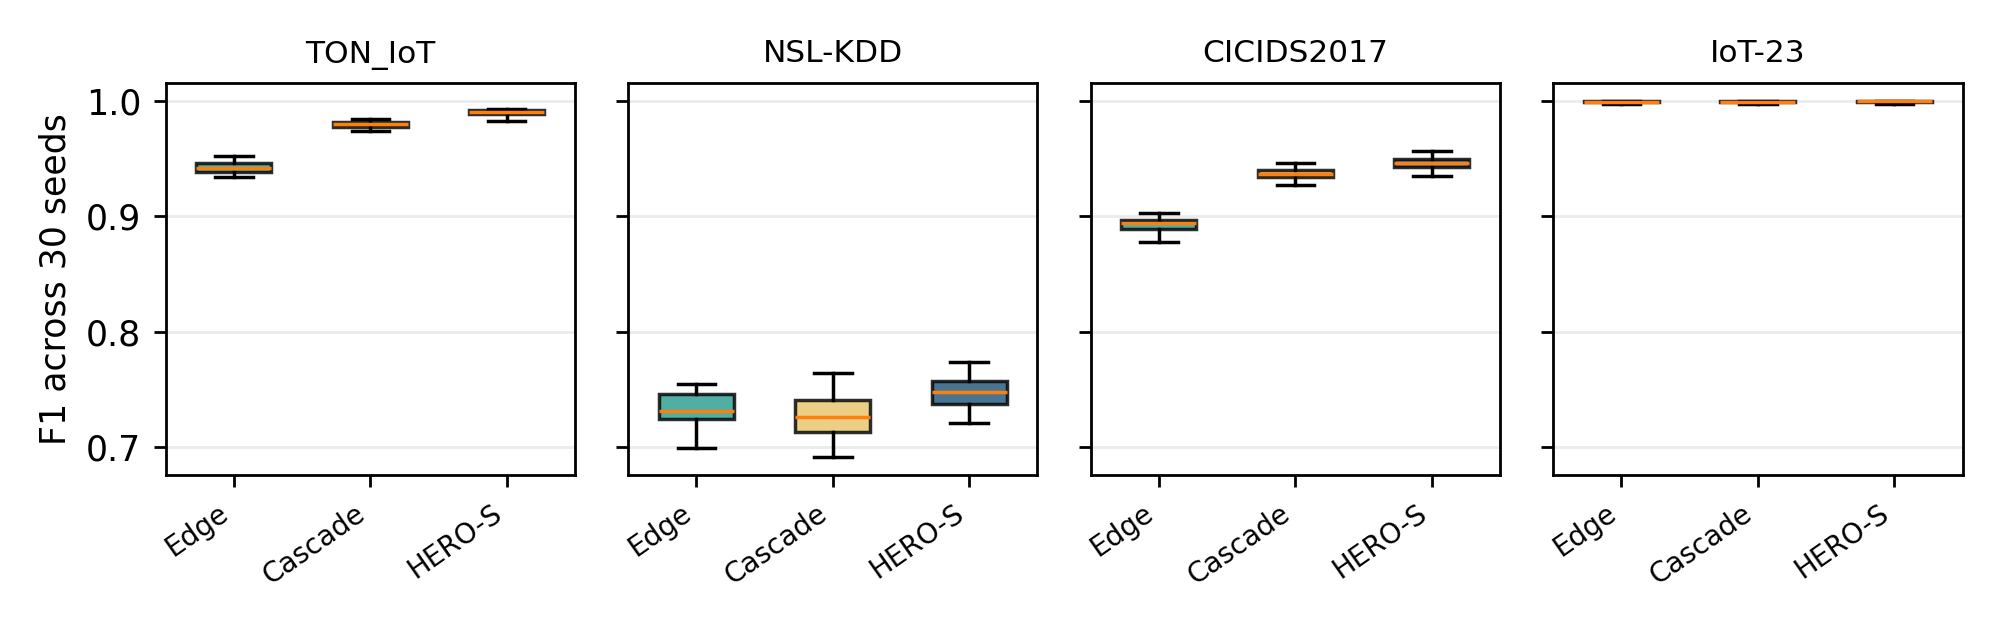 TON_IoT
NSL-KDD
CICIDS2017
IoT-23
F1 across 30 seeds
1.0
0.9
0.8
0.7
Edge
Cascade
HERO-S
Edge
Cascade
HERO-S
Edge
Cascade
HERO-S
Edge
Cascade
HERO-S